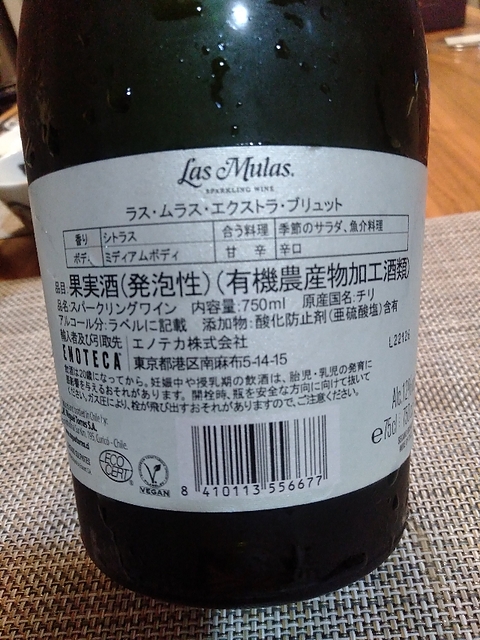 Las Mulas.
SPARKLING WINE
ラス・ムラス・エクストラ・ブリュット
香り シトラス 合う料理 季節のサラダ、魚介料理
ボディ ミディアムボディ 甘 辛 辛口
品目 果実酒(発泡性)(有機農産物加工酒類)
品名:スパークリングワイン 内容量:750ml 原産国名:チリ
アルコール分:ラベルに記載 添加物:酸化防止剤(亜硫酸塩)含有
輸入者及び引取先 エノテカ株式会社
ENOTECA 東京都港区南麻布5-14-15
飲酒は20歳になってから。妊娠中や授乳期の飲酒は、胎児・乳児の発育に
悪影響を与えるおそれがあります。開栓時、瓶を安全な方向に向けて抜いて
ください。ガス圧により、栓が飛び出すおそれがありますので、ご注意ください。
L22126
in Chile by:
Curicó - Chile.
ECO CERT
VEGAN
8 410113 556677
Alc.12
e 75cl